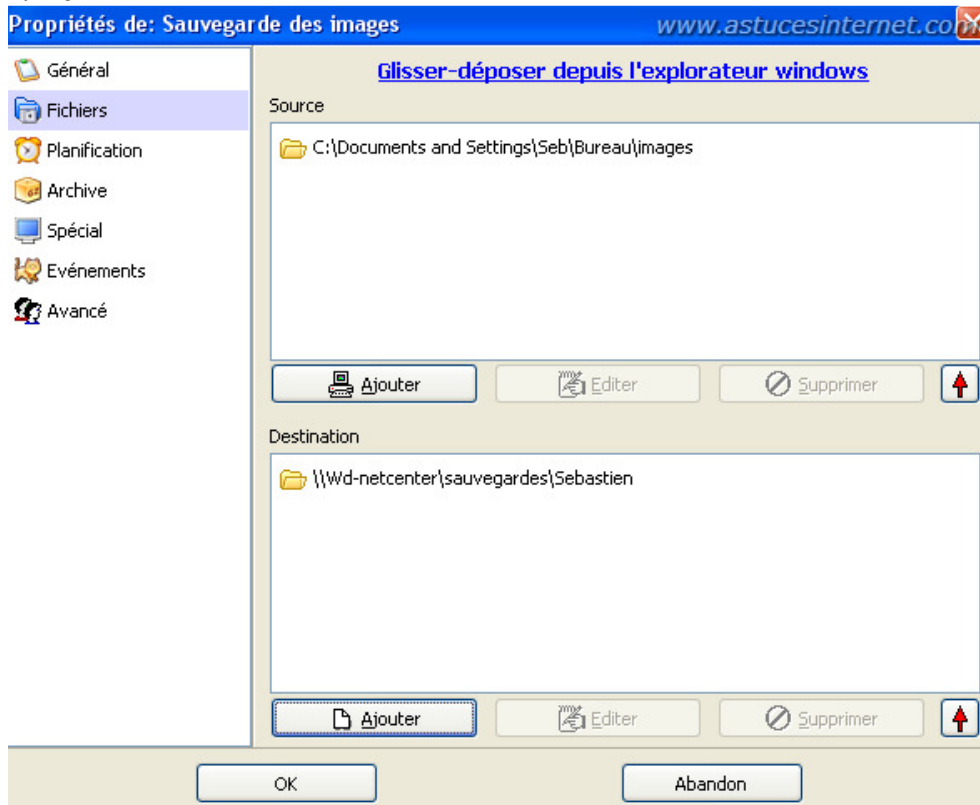 Propriétés de: Sauvegarde des images
www.astucesinternet.com
Général
Fichiers
Planification
Archive
Spécial
Evénements
Avancé
Glisser-déposer depuis l'explorateur windows
Source
C:\Documents and Settings\Seb\Bureau\images
Ajouter
Editer
Supprimer
Destination
\\Wd-netcenter\sauvegardes\Sebastien
Ajouter
Editer
Supprimer
OK
Abandon